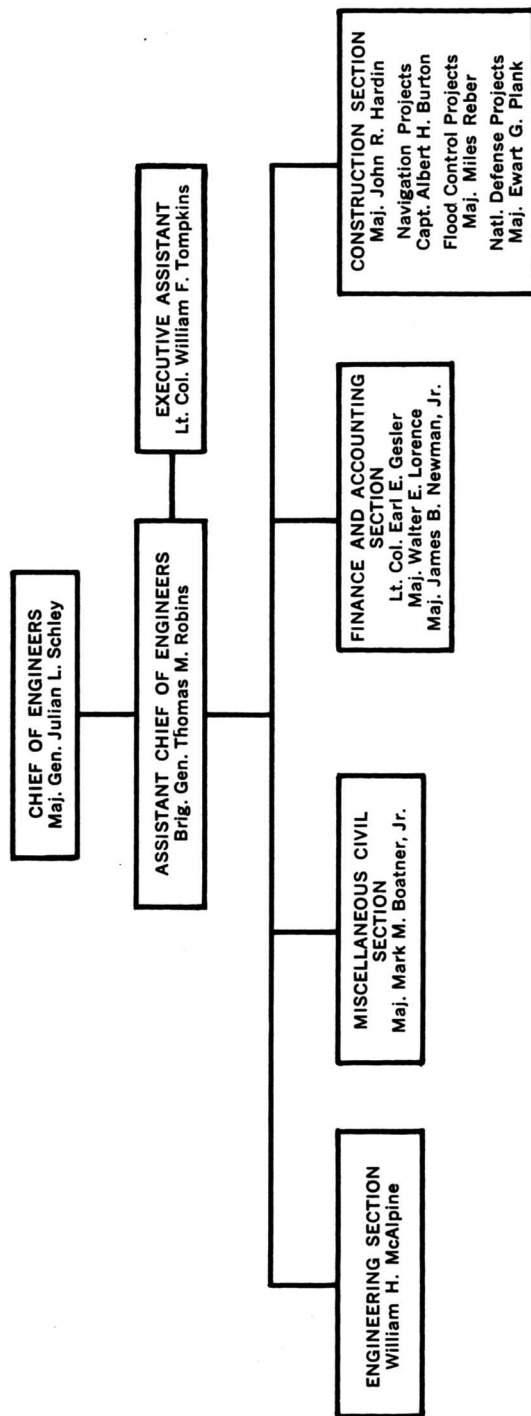 CHIEF OF ENGINEERS
Maj. Gen. Julian L. Schley
ASSISTANT CHIEF OF ENGINEERS
Brig. Gen. Thomas M. Robins
EXECUTIVE ASSISTANT
Lt. Col. William F. Tompkins
ENGINEERING SECTION
William H. McAlpine
MISCELLANEOUS CIVIL
SECTION
Maj. Mark M. Boatner, Jr.
FINANCE AND ACCOUNTING
SECTION
Lt. Col. Earl E. Gesler
Maj. Walter E. Lorence
Maj. James B. Newman, Jr.
CONSTRUCTION SECTION
Maj. John R. Hardin
Navigation Projects
Capt. Albert H. Burton
Flood Control Projects
Maj. Miles Reber
Natl. Defense Projects
Maj. Ewart G. Plank